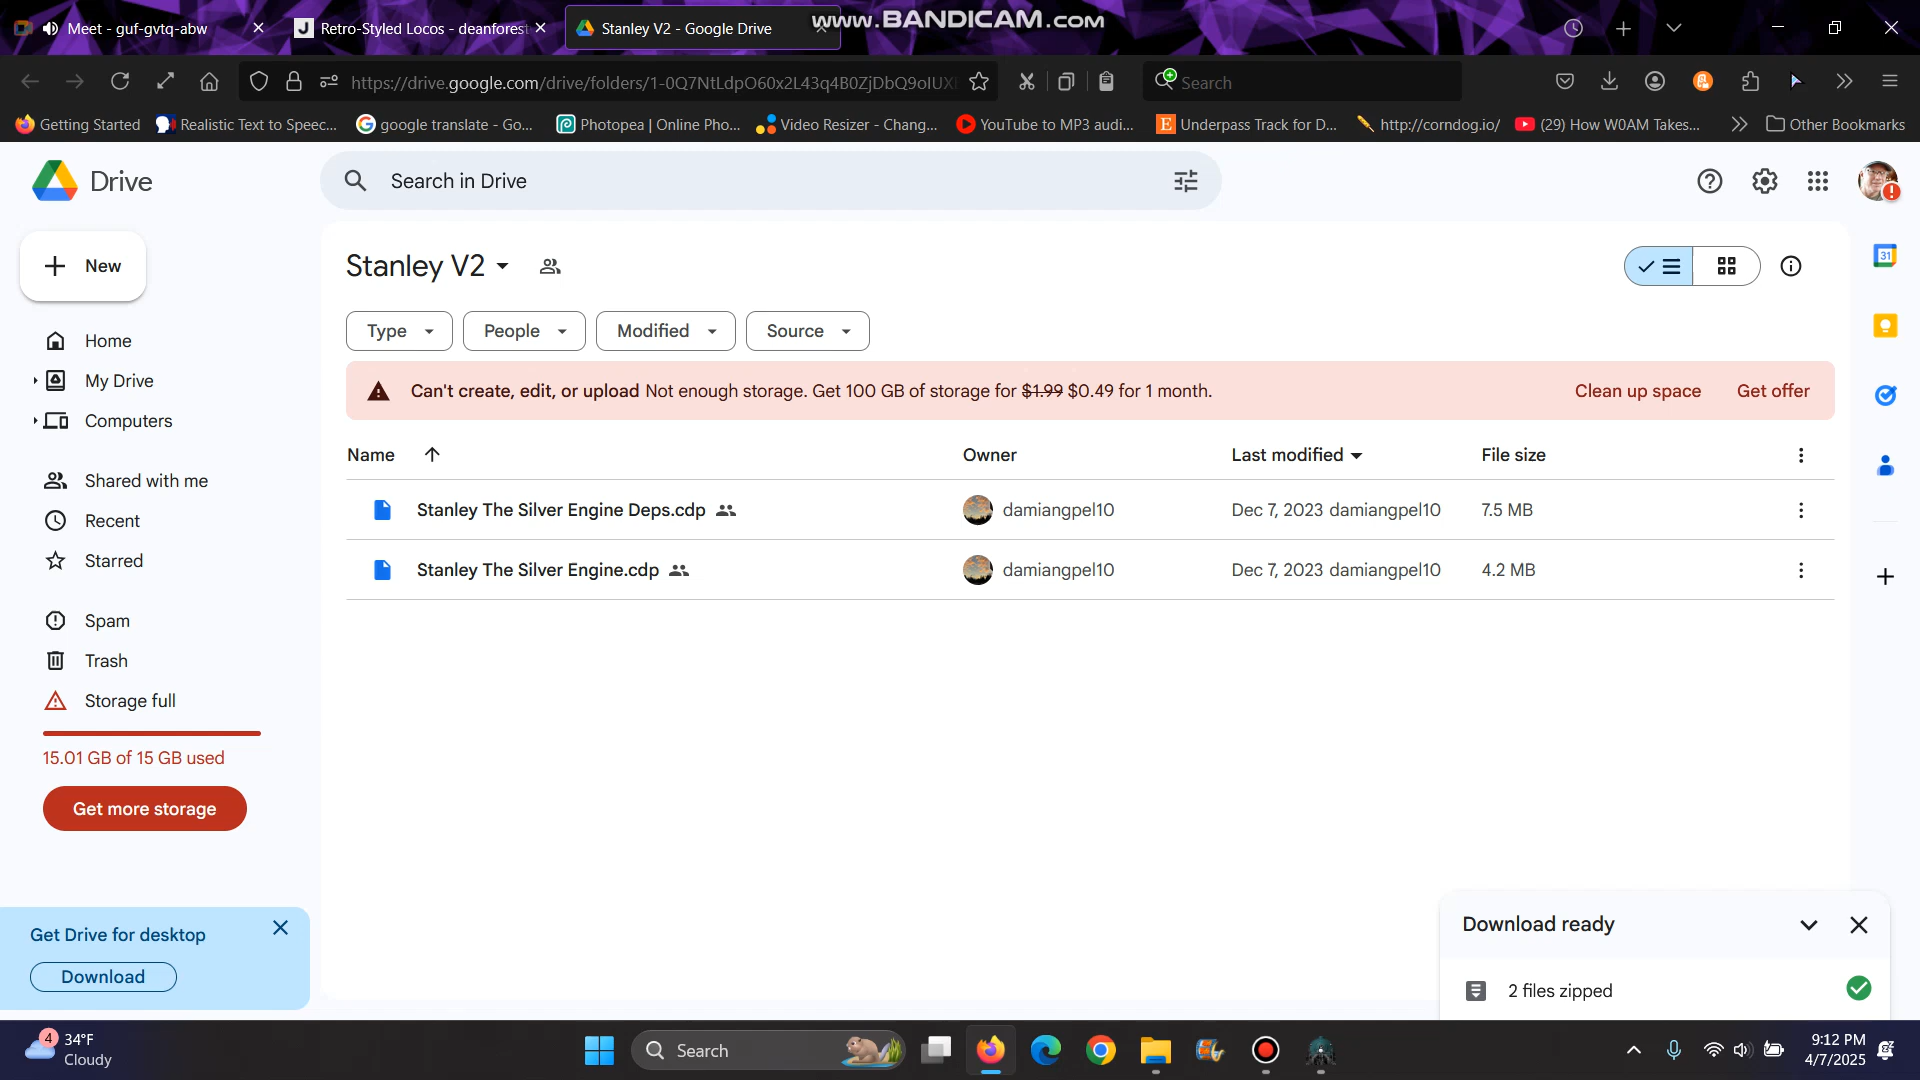 www.BANDICAM.com
Meet - guf-gvtq-abw
Retro-Styled Locos - deanforest
Stanley V2 - Google Drive
https://drive.google.com/drive/folders/1-0Q7NtLdpO60x2L43q4B0ZjDbQ9oIUX
Search
Getting Started
Realistic Text to Speec...
google translate - Go...
Photopea | Online Pho...
Video Resizer - Chang...
YouTube to MP3 audi...
Underpass Track for D...
http://corndog.io/
(29) How W0AM Takes...
Other Bookmarks
Drive
Search in Drive
New
Home
My Drive
Computers
Shared with me
Recent
Starred
Spam
Trash
Storage full
15.01 GB of 15 GB used
Get more storage
Get Drive for desktop
Download
Stanley V2
Type
People
Modified
Source
Can't create, edit, or upload Not enough storage. Get 100 GB of storage for $1.99 $0.49 for 1 month.
Clean up space
Get offer
Name
Owner
Last modified
File size
Stanley The Silver Engine Deps.cdp
damiangpel10
Dec 7, 2023 damiangpel10
7.5 MB
Stanley The Silver Engine.cdp
damiangpel10
Dec 7, 2023 damiangpel10
4.2 MB
31
Download ready
2 files zipped
4
34°F
Cloudy
Search
9:12 PM
4/7/2025